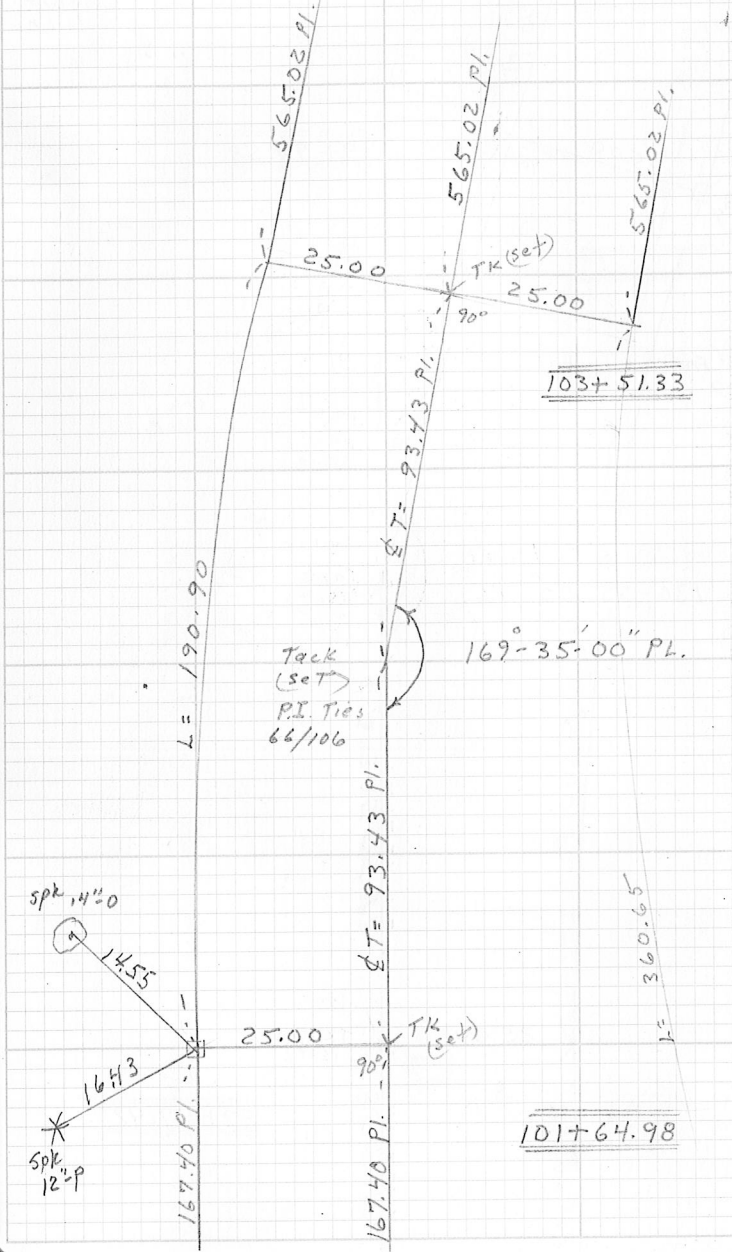 565.02 Pl.
565.02 Pl.
565.02 Pl.
25.00
TK (set)
25.00
90°
103+51.33
₵ T= 93.43 Pl.
L= 190.90
Tack
(SeT)
P.I. Ties
66/106
169°-35'-00" PL.
₵ T= 93.43 Pl.
spk 14"-O
14.55
25.00
TK
(set)
90°
L= 360.65
16.43
spk
12"-P
101+64.98
167.40 Pl.
167.40 Pl.